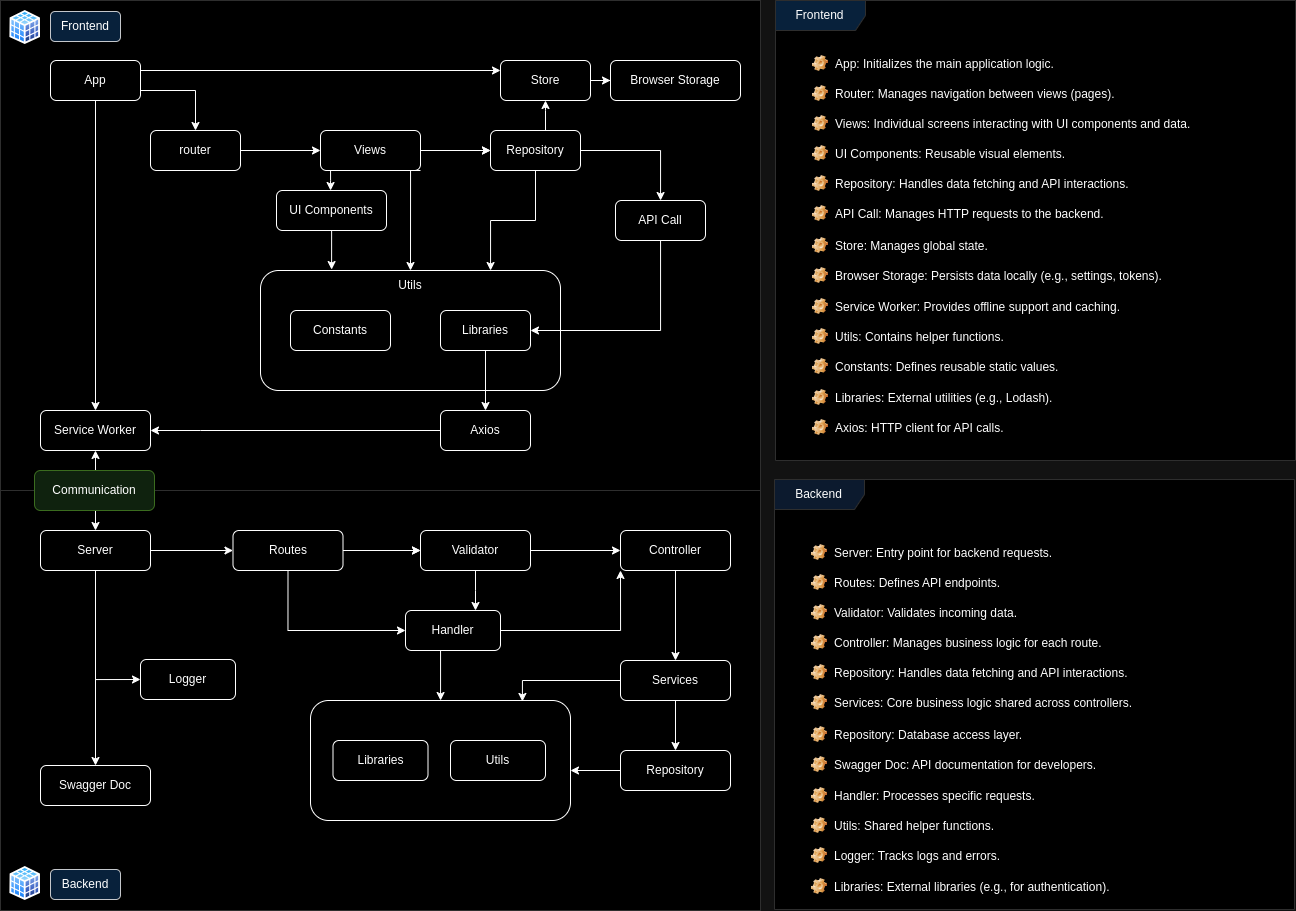 Frontend
App
Store
Browser Storage
router
Views
Repository
UI Components
API Call
Utils
Constants
Libraries
Service Worker
Axios
Communication
Server
Routes
Validator
Controller
Handler
Logger
Services
Libraries
Utils
Repository
Swagger Doc
Backend
Frontend
App: Initializes the main application logic.
Router: Manages navigation between views (pages).
Views: Individual screens interacting with UI components and data.
UI Components: Reusable visual elements.
Repository: Handles data fetching and API interactions.
API Call: Manages HTTP requests to the backend.
Store: Manages global state.
Browser Storage: Persists data locally (e.g., settings, tokens).
Service Worker: Provides offline support and caching.
Utils: Contains helper functions.
Constants: Defines reusable static values.
Libraries: External utilities (e.g., Lodash).
Axios: HTTP client for API calls.
Backend
Server: Entry point for backend requests.
Routes: Defines API endpoints.
Validator: Validates incoming data.
Controller: Manages business logic for each route.
Repository: Handles data fetching and API interactions.
Services: Core business logic shared across controllers.
Repository: Database access layer.
Swagger Doc: API documentation for developers.
Handler: Processes specific requests.
Utils: Shared helper functions.
Logger: Tracks logs and errors.
Libraries: External libraries (e.g., for authentication).